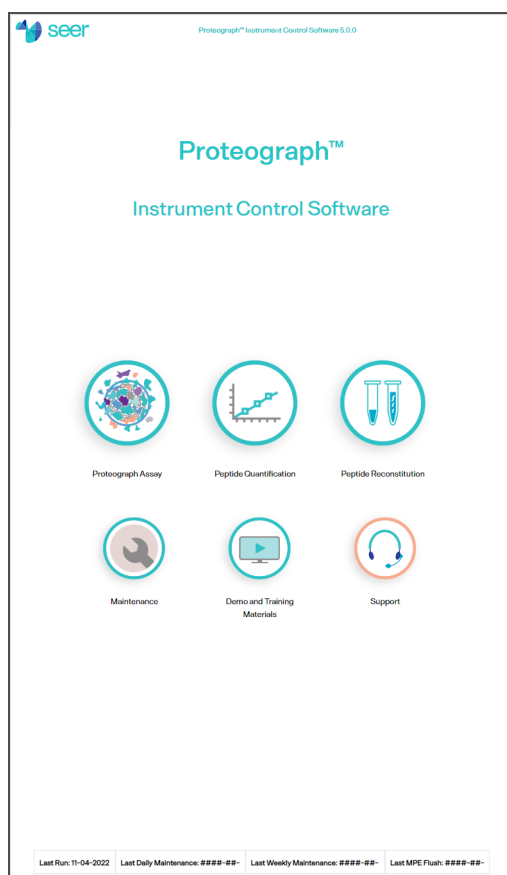 seer
Proteograph™ Instrument Control Software 5.0.0
Proteograph™
Instrument Control Software
Proteograph Assay
Peptide Quantification
Peptide Reconstitution
Maintenance
Demo and Training
Materials
Support
Last Run: 11-04-2022
Last Daily Maintenance: ####-##-
Last Weekly Maintenance: ####-##-
Last MPE Flush: ####-##-